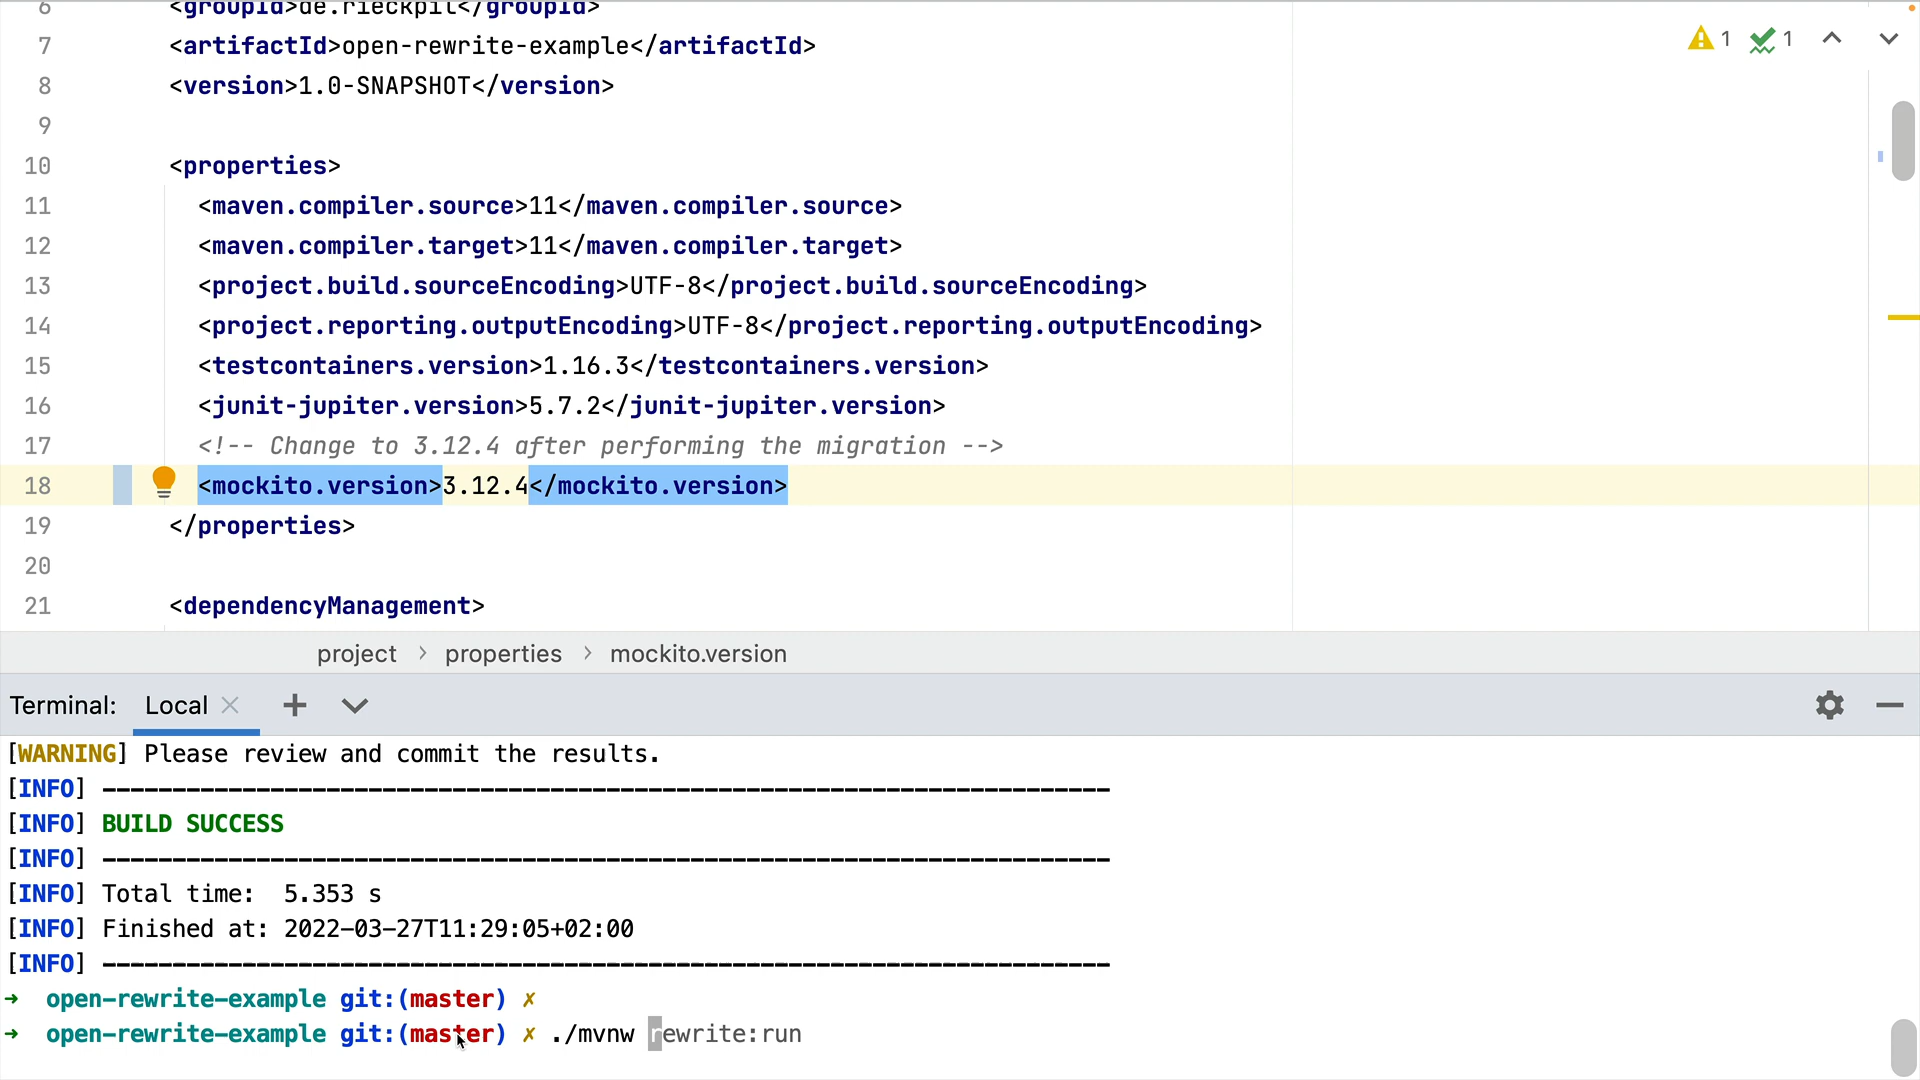 6 <groupId>de.rieckpil</groupId>
7 <artifactId>open-rewrite-example</artifactId>
8 <version>1.0-SNAPSHOT</version>
9
10 <properties>
11 <maven.compiler.source>11</maven.compiler.source>
12 <maven.compiler.target>11</maven.compiler.target>
13 <project.build.sourceEncoding>UTF-8</project.build.sourceEncoding>
14 <project.reporting.outputEncoding>UTF-8</project.reporting.outputEncoding>
15 <testcontainers.version>1.16.3</testcontainers.version>
16 <junit-jupiter.version>5.7.2</junit-jupiter.version>
17 <!-- Change to 3.12.4 after performing the migration -->
18 <mockito.version>3.12.4</mockito.version>
19 </properties>
20
21 <dependencyManagement>
1 1
project > properties > mockito.version
Terminal: Local × +
[WARNING] Please review and commit the results.
[INFO] ------------------------------------------------------------------------
[INFO] BUILD SUCCESS
[INFO] ------------------------------------------------------------------------
[INFO] Total time:  5.353 s
[INFO] Finished at: 2022-03-27T11:29:05+02:00
[INFO] ------------------------------------------------------------------------
➜ open-rewrite-example git:(master) ✗
➜ open-rewrite-example git:(master) ✗ ./mvnw rewrite:run